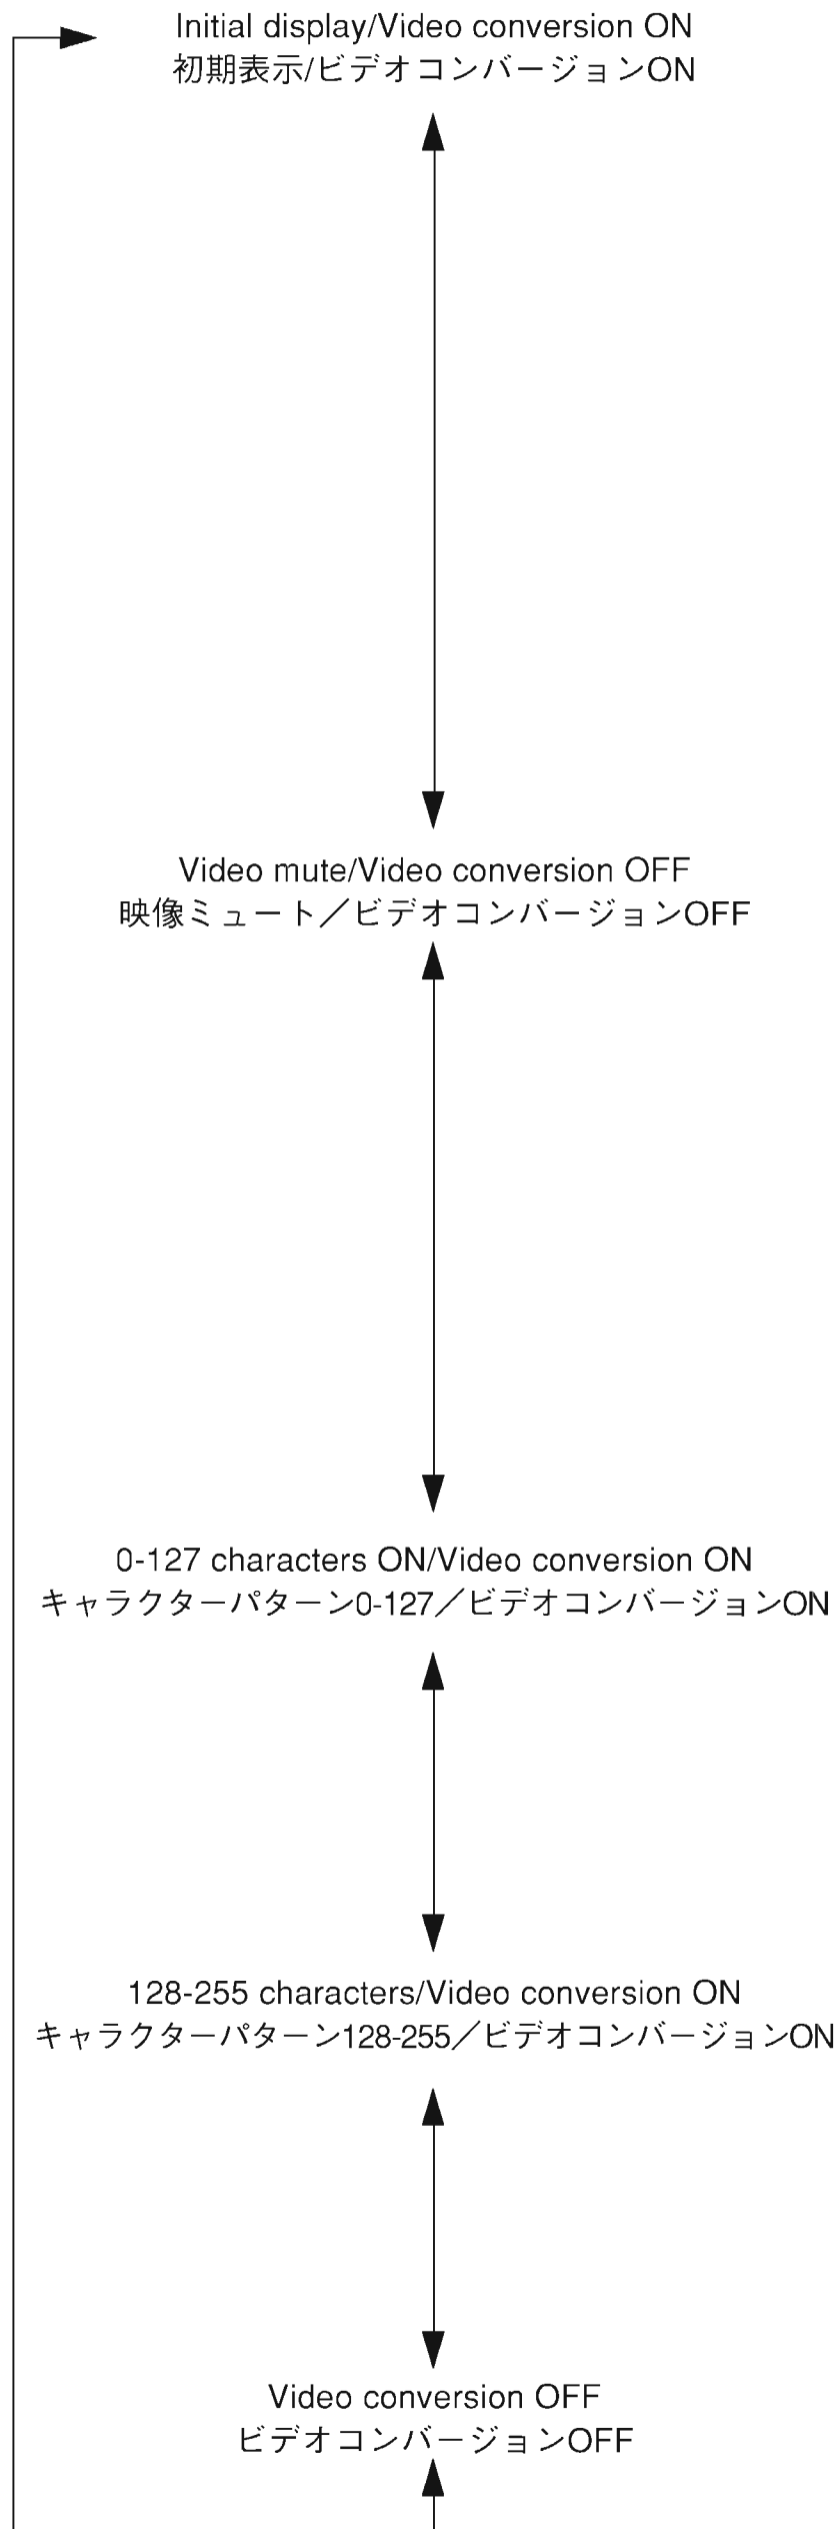 Initial display/Video conversion ON
初期表示/ビデオコンバージョンON
Video mute/Video conversion OFF
映像ミュート／ビデオコンバージョンOFF
0-127 characters ON/Video conversion ON
キャラクターパターン0-127／ビデオコンバージョンON
128-255 characters/Video conversion ON
キャラクターパターン128-255／ビデオコンバージョンON
Video conversion OFF
ビデオコンバージョンOFF